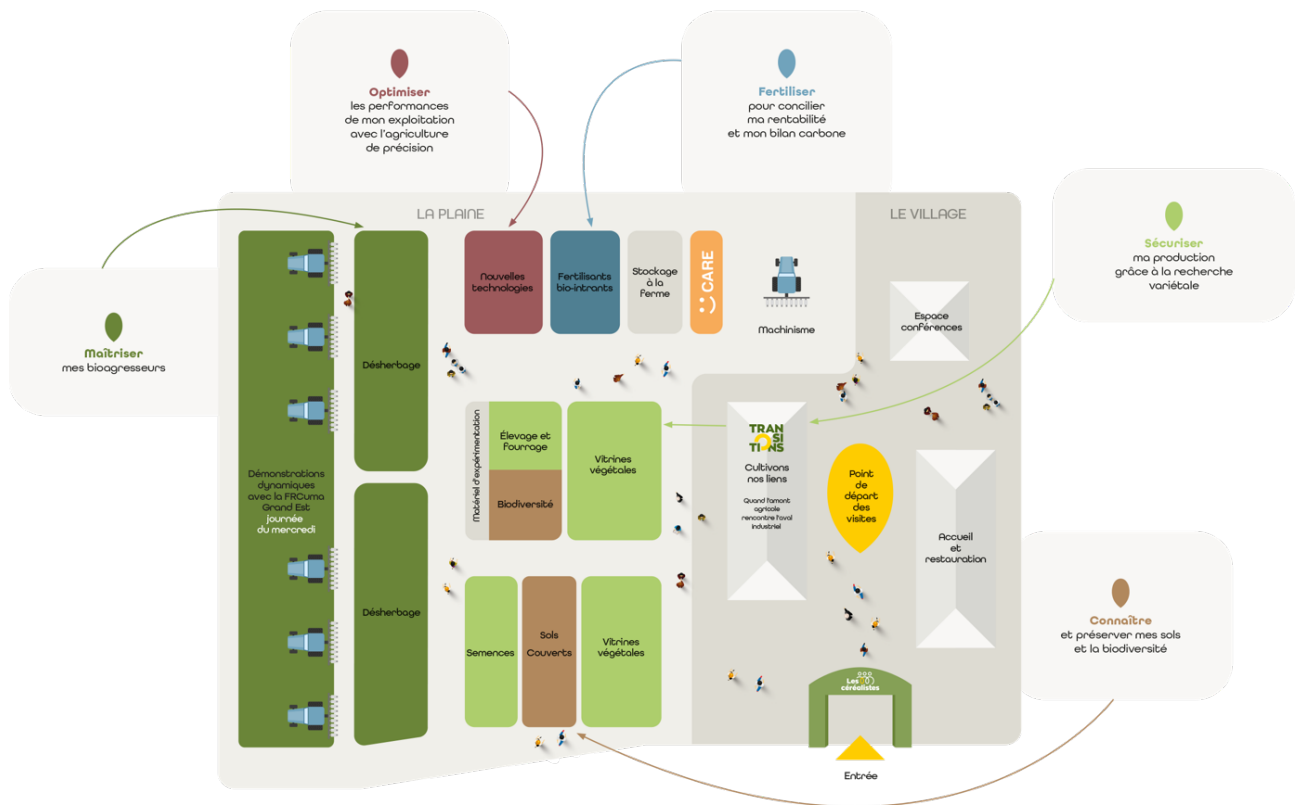 Optimiser
les performances
de mon exploitation
avec l'agriculture
de précision
Fertiliser
pour concilier
ma rentabilité
et mon bilan carbone
Sécuriser
ma production
grâce à la recherche
variétale
Maîtriser
mes bioagresseurs
Connaître
et préserver mes sols
et la biodiversité
LA PLAINE
LE VILLAGE
Démonstrations
dynamiques
avec la FRCuma
Grand Est
journée
du mercredi
Désherbage
Désherbage
Nouvelles
technologies
Fertilisants
bio-intrants
Stockage
à la
ferme
CARE
Machinisme
Matériel d'expérimentation
Élevage et
fourrage
Biodiversité
Vitrines
végétales
Semences
Sols
Couverts
Vitrines
végétales
Espace
conférences
TRAN
SI
TIONS
Cultivons
nos liens
Quand l'amont
agricole
rencontre l'aval
industriel
Point
de
départ
des
visites
Accueil
et
restauration
Les
céréalistes
Entrée